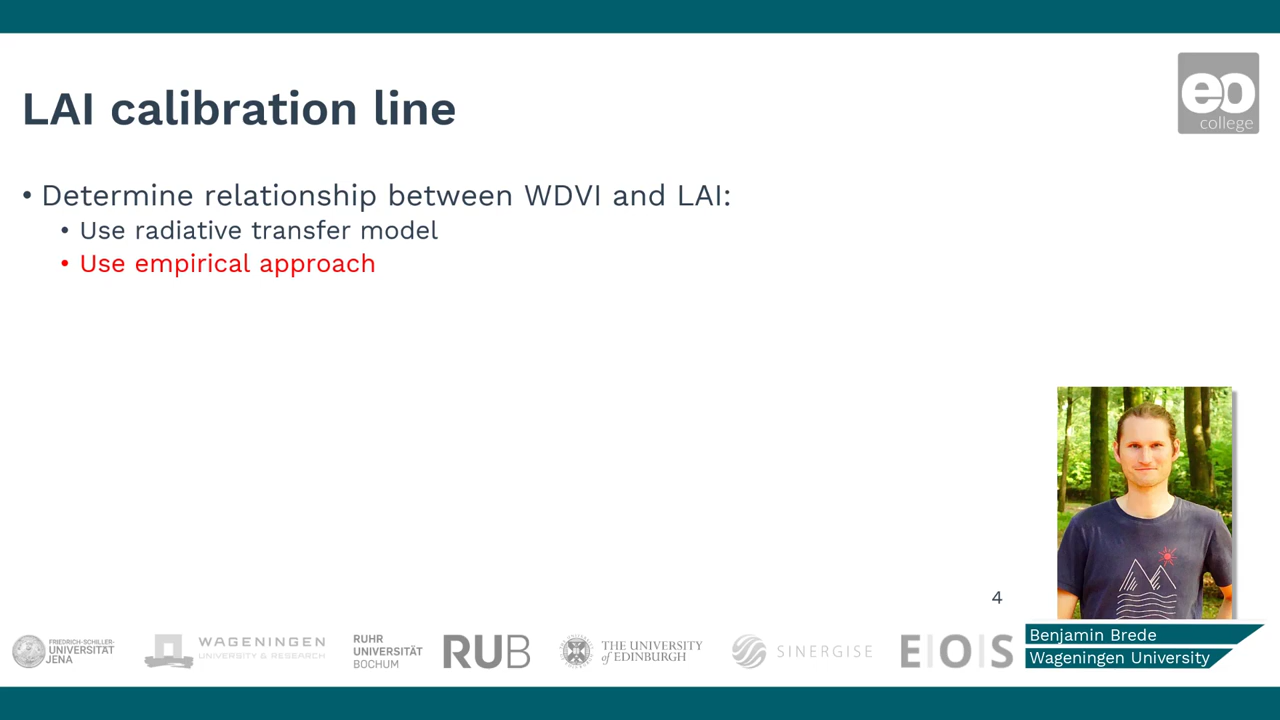 eo
college
LAI calibration line
• Determine relationship between WDVI and LAI:
• Use radiative transfer model
• Use empirical approach
4
FRIEDRICH-SCHILLER-
UNIVERSITÄT
JENA
WAGENINGEN
UNIVERSITY & RESEARCH
RUHR
UNIVERSITÄT
BOCHUM
RUB
THE UNIVERSITY
of EDINBURGH
SINERGISE
E|O|S
Benjamin Brede
Wageningen University